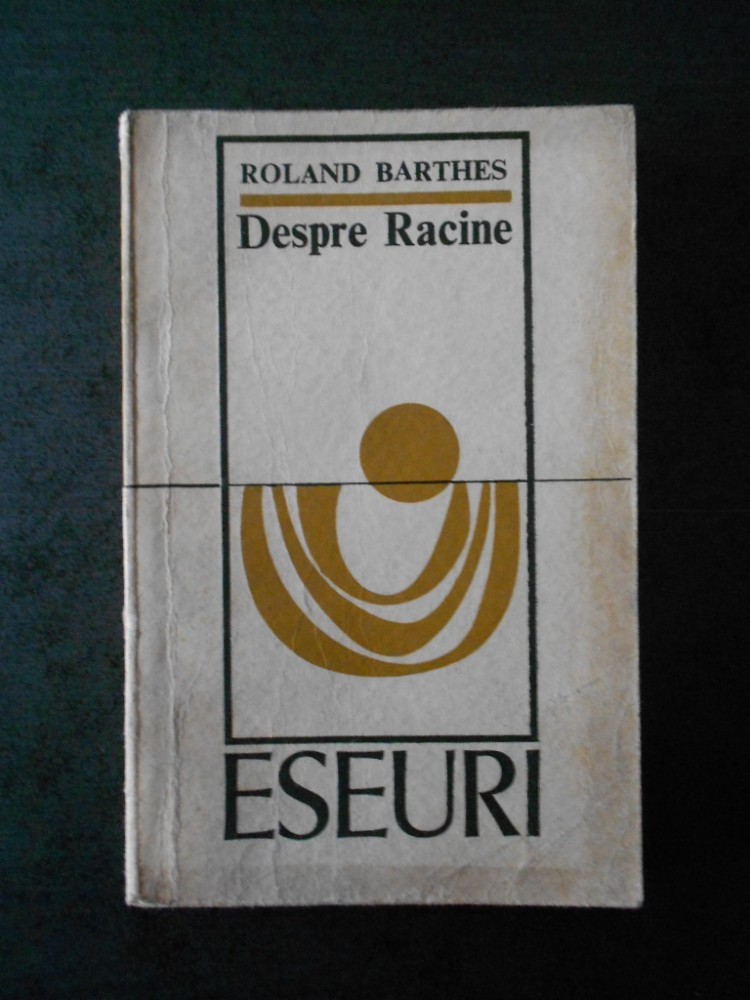 ROLAND BARTHES
Despre Racine
ESEURI